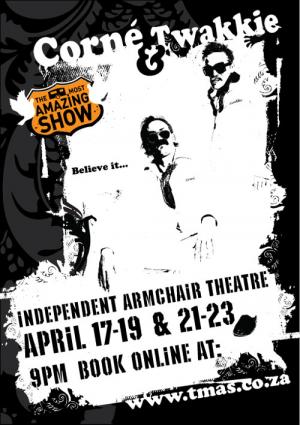 Corné & Twakkie
THE MOST
AMAZING
SHOW
Believe it...
INDEPENDENT ARMCHAIR THEATRE
APRiL 17-19 & 21-23
9PM BOOK ONLiNE AT:
www.tmas.co.za